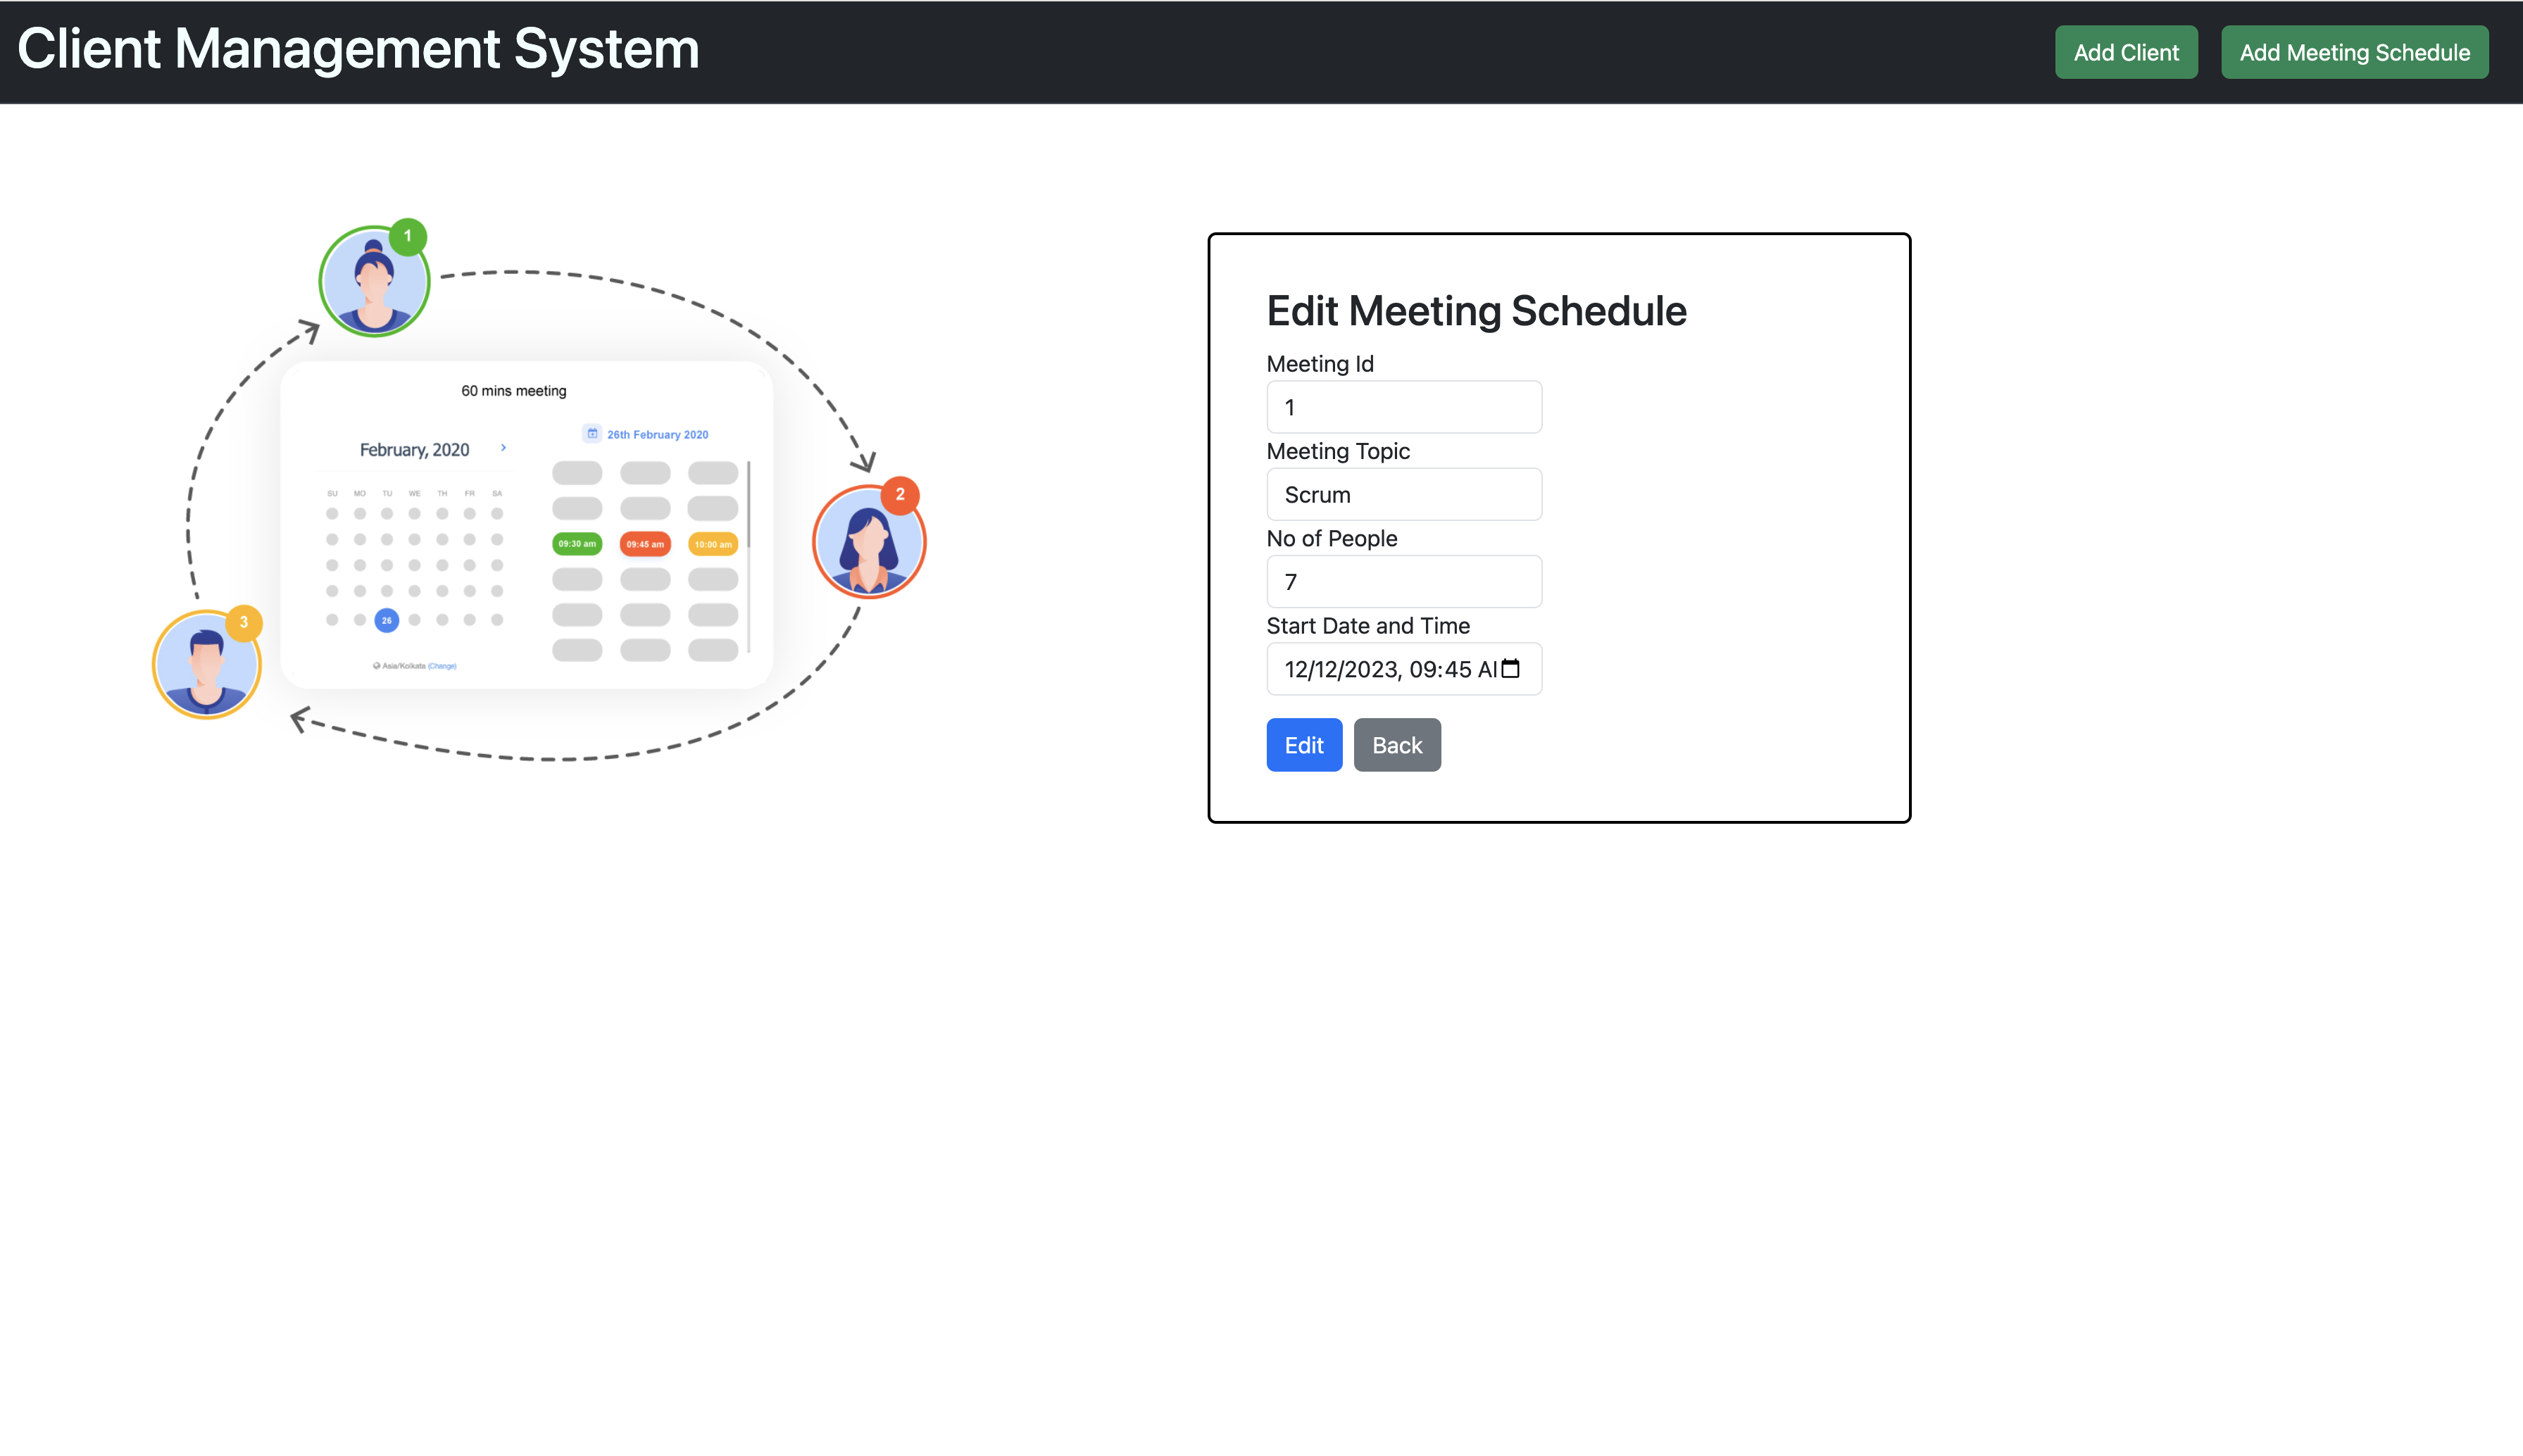 Client Management System
Add Client
Add Meeting Schedule
1
60 mins meeting
February, 2020
26th February 2020
SU MO TU WE TH FR SA
09:30 am 09:45 am 10:00 am
26
Asia/Kolkata (Change)
2
3
Edit Meeting Schedule
Meeting Id
1
Meeting Topic
Scrum
No of People
7
Start Date and Time
12/12/2023, 09:45 A
Edit
Back